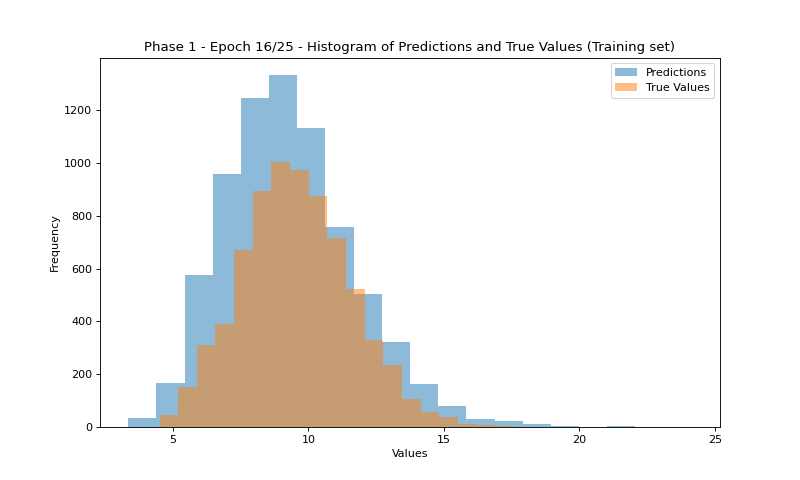 Phase 1 - Epoch 16/25 - Histogram of Predictions and True Values (Training set)
Predictions
True Values
1200
1000
800
600
400
200
0
Frequency
5
10
15
20
25
Values